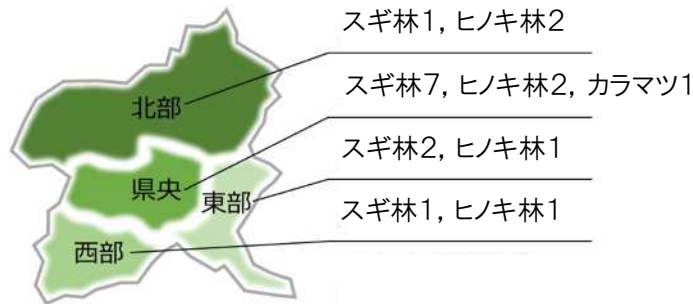 スギ林1, ヒノキ林2
北部
スギ林7, ヒノキ林2, カラマツ1
スギ林2, ヒノキ林1
県央
東部
スギ林1, ヒノキ林1
西部